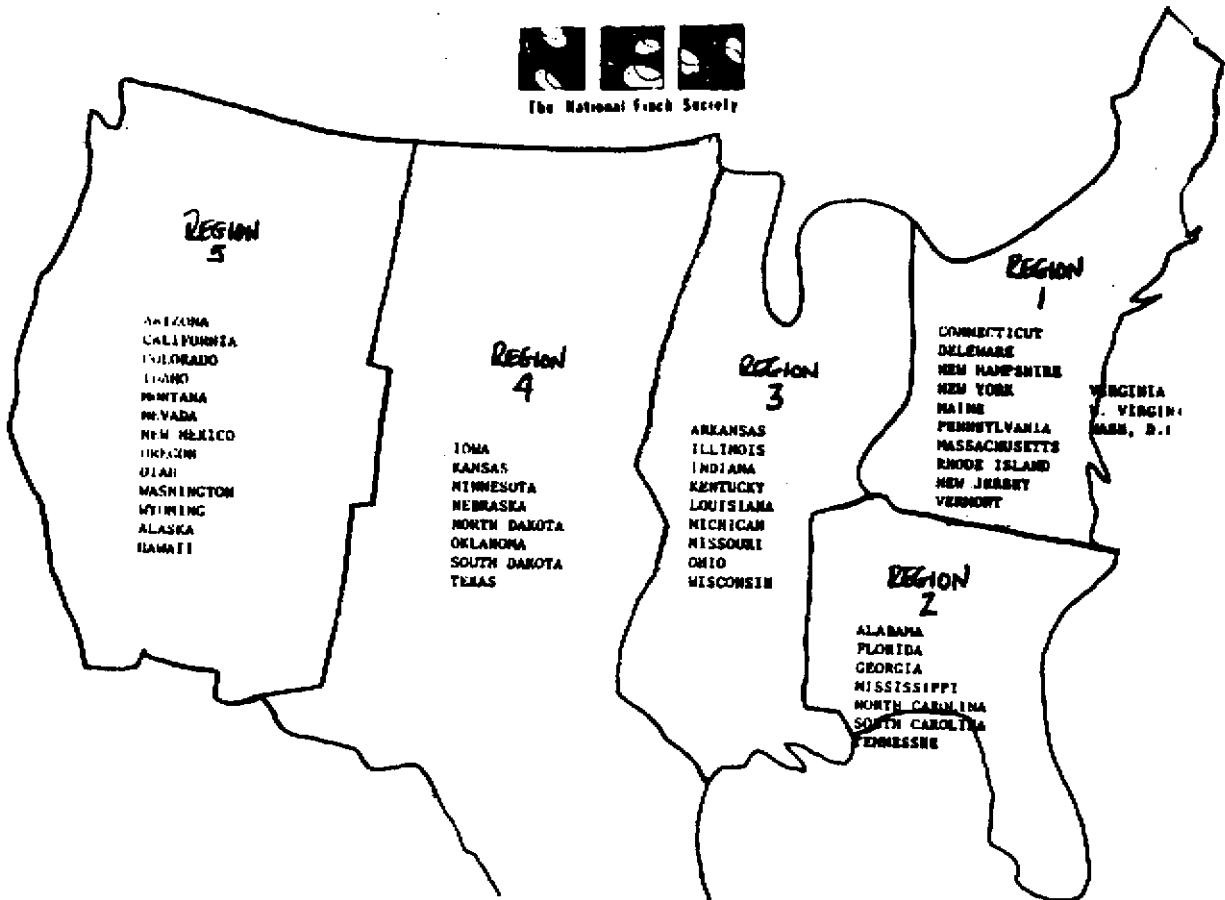 The National Finch Society
REGION
5
ARIZONA
CALIFORNIA
COLORADO
IDAHO
MONTANA
NEVADA
NEW MEXICO
OREGON
UTAH
WASHINGTON
WYOMING
ALASKA
HAWAII
REGION
4
IOWA
KANSAS
MINNESOTA
NEBRASKA
NORTH DAKOTA
OKLAHOMA
SOUTH DAKOTA
TEXAS
REGION
3
ARKANSAS
ILLINOIS
INDIANA
KENTUCKY
LOUISIANA
MICHIGAN
MISSOURI
OHIO
WISCONSIN
REGION
1
CONNECTICUT
DELEWARE
NEW HAMPSHIRE
NEW YORK
MAINE
PENNSYLVANIA
MASSACHUSETTS
RHODE ISLAND
NEW JERSEY
VERMONT
VIRGINIA
W. VIRGIN
WASH, D.
REGION
2
ALABAMA
FLORIDA
GEORGIA
MISSISSIPPI
NORTH CAROLINA
SOUTH CAROLINA
TENNESSEE